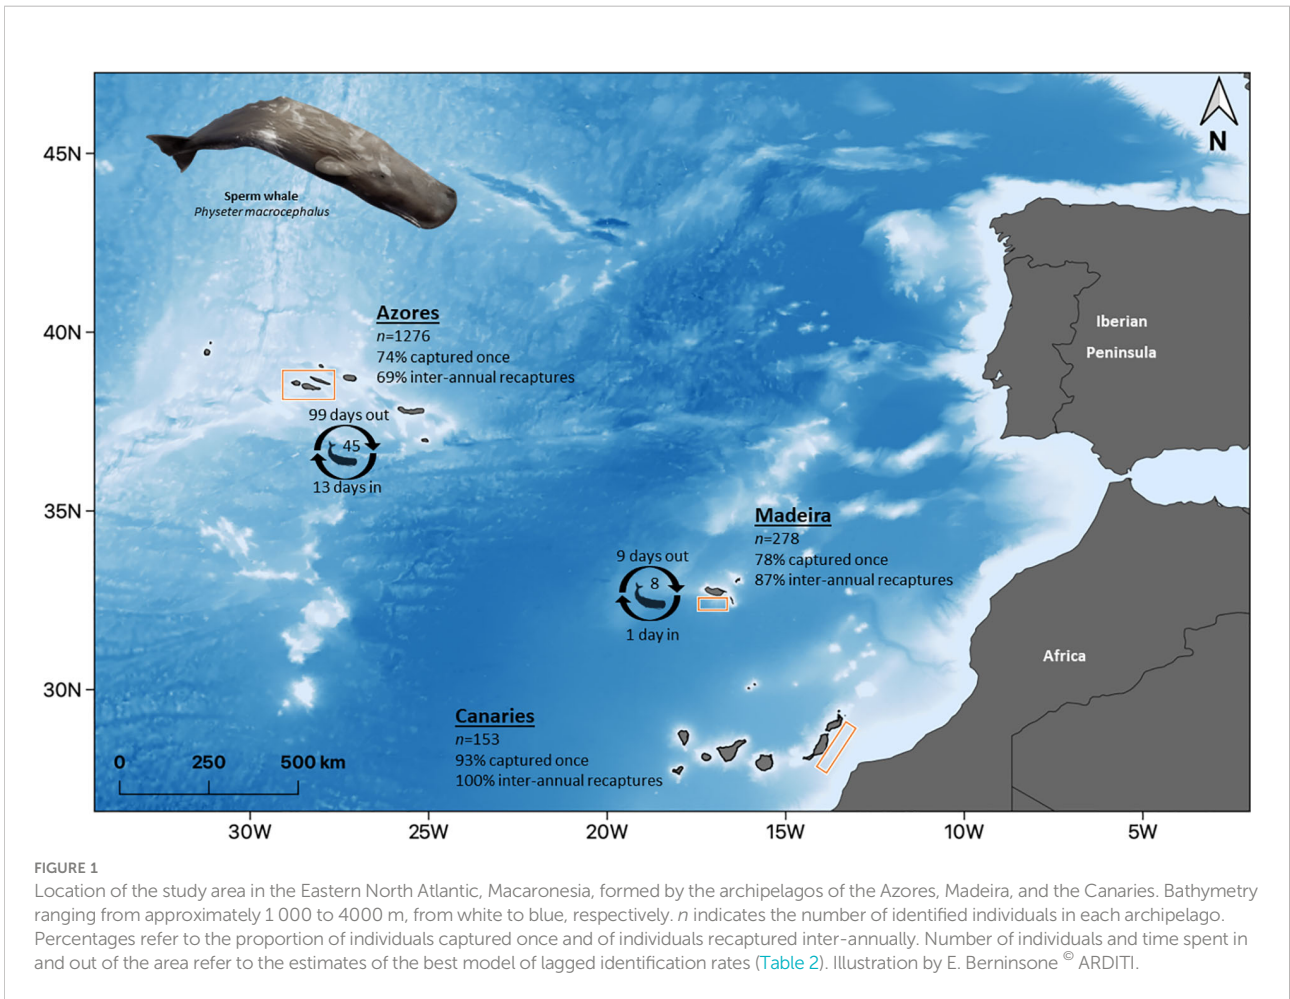 N
45N
40N
35N
30N
Sperm whale
Physeter macrocephalus
Azores
n=1276
74% captured once
69% inter-annual recaptures
99 days out
45
13 days in
Iberian
Peninsula
Madeira
n=278
78% captured once
87% inter-annual recaptures
9 days out
8
1 day in
Africa
Canaries
n=153
93% captured once
100% inter-annual recaptures
0 250 500 km
30W 25W 20W 15W 10W 5W
FIGURE 1
Location of the study area in the Eastern North Atlantic, Macaronesia, formed by the archipelagos of the Azores, Madeira, and the Canaries. Bathymetry
ranging from approximately 1 000 to 4000 m, from white to blue, respectively. n indicates the number of identified individuals in each archipelago.
Percentages refer to the proportion of individuals captured once and of individuals recaptured inter-annually. Number of individuals and time spent in
and out of the area refer to the estimates of the best model of lagged identification rates (Table 2). Illustration by E. Berninsone © ARDITI.